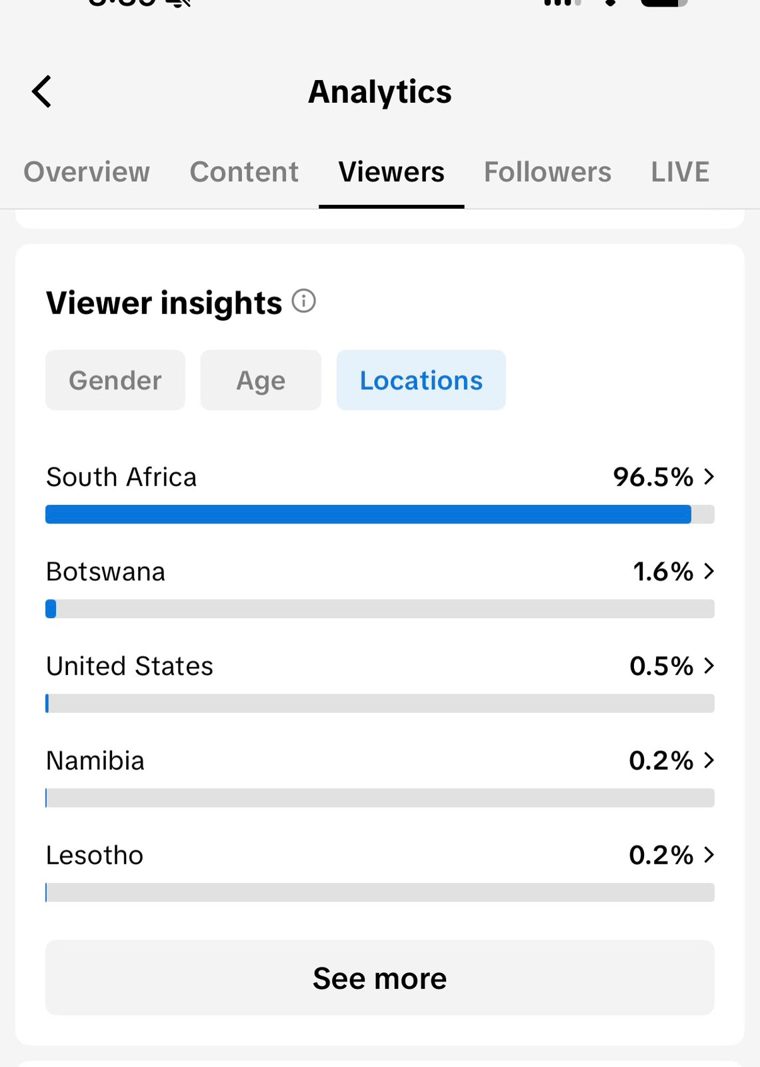 Analytics
Overview Content Viewers Followers LIVE
Viewer insights
Gender Age Locations
South Africa 96.5%
Botswana 1.6%
United States 0.5%
Namibia 0.2%
Lesotho 0.2%
See more